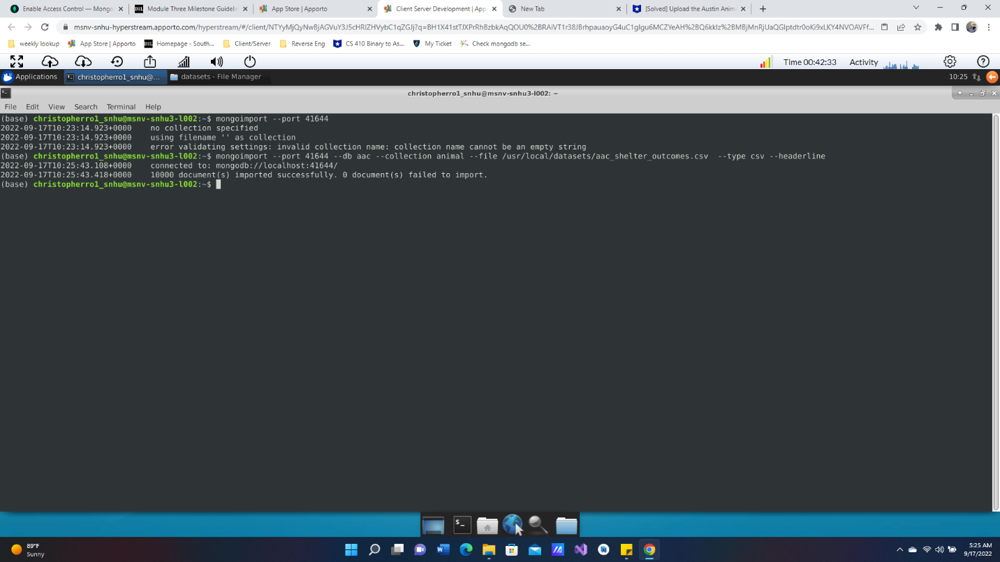 Enable Access Control — Mongo
Module Three Milestone Guidelin
App Store | Apporto
Client Server Development | App
New Tab
[Solved] Upload the Austin Anim
msnv-snhu-hyperstream.apporto.com/hyperstream/#/client/
weekly lookup
App Store | Apporto
D2L
Homepage - South...
Client/Server
Reverse Eng
CS 410 Binary to As...
My Ticket
Check mongodb se...
Time 00:42:33
Activity
Applications
christopherro1_snhu@...
datasets - File Manager
10:25
christopherro1_snhu@msnv-snhu3-l002: ~
File Edit View Search Terminal Help
(base) christopherro1_snhu@msnv-snhu3-l002:~$ mongoimport --port 41644
2022-09-17T10:23:14.923+0000 no collection specified
2022-09-17T10:23:14.923+0000 using filename '' as collection
2022-09-17T10:23:14.923+0000 error validating settings: invalid collection name: collection name cannot be an empty string
(base) christopherro1_snhu@msnv-snhu3-l002:~$ mongoimport --port 41644 --db aac --collection animal --file /usr/local/datasets/aac_shelter_outcomes.csv --type csv --headerline
2022-09-17T10:25:43.108+0000 connected to: mongodb://localhost:41644/
2022-09-17T10:25:43.418+0000 10000 document(s) imported successfully. 0 document(s) failed to import.
(base) christopherro1_snhu@msnv-snhu3-l002:~$
89°F
Sunny
5:25 AM
9/17/2022